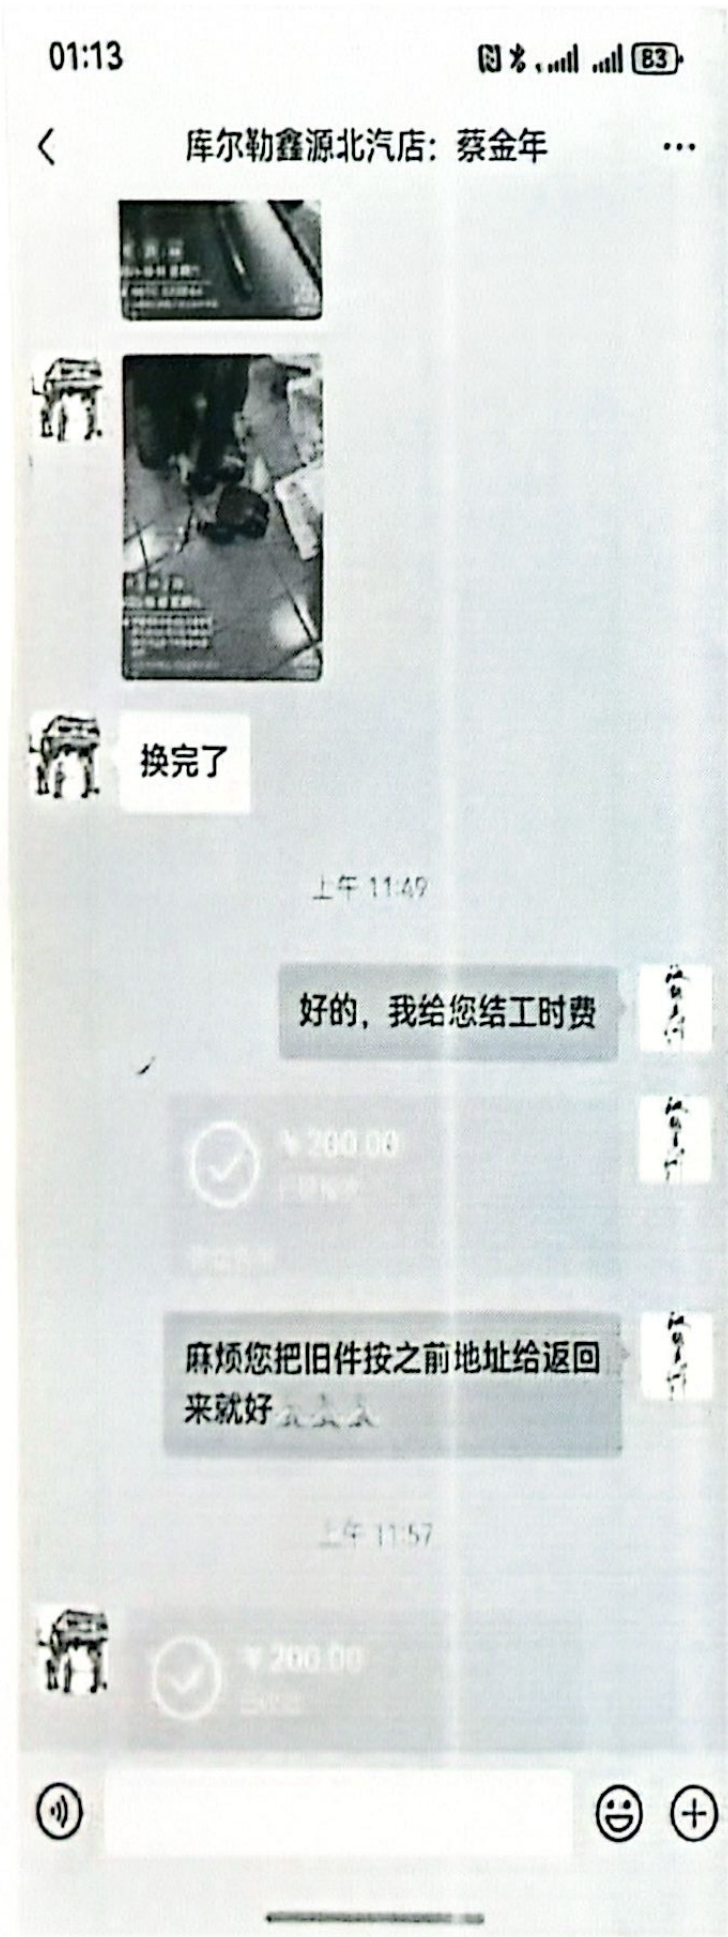 01:13
83
库尔勒鑫源北汽店：蔡金年
换完了
上午 11:49
好的，我给您结工时费
¥200.00
麻烦您把旧件按之前地址给返回
来就好
上午 11:57
¥200.00